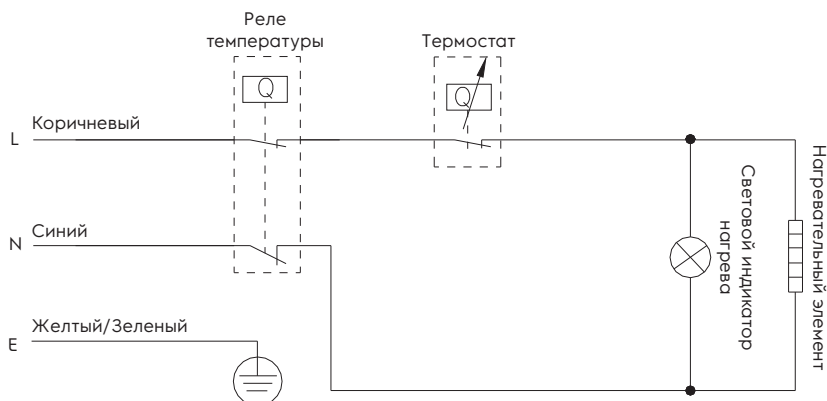 Реле
температуры
Термостат
Q
Q
L
Коричневый
N
Синий
E
Желтый/Зеленый
Световой индикатор
нагрева
Нагревательный элемент